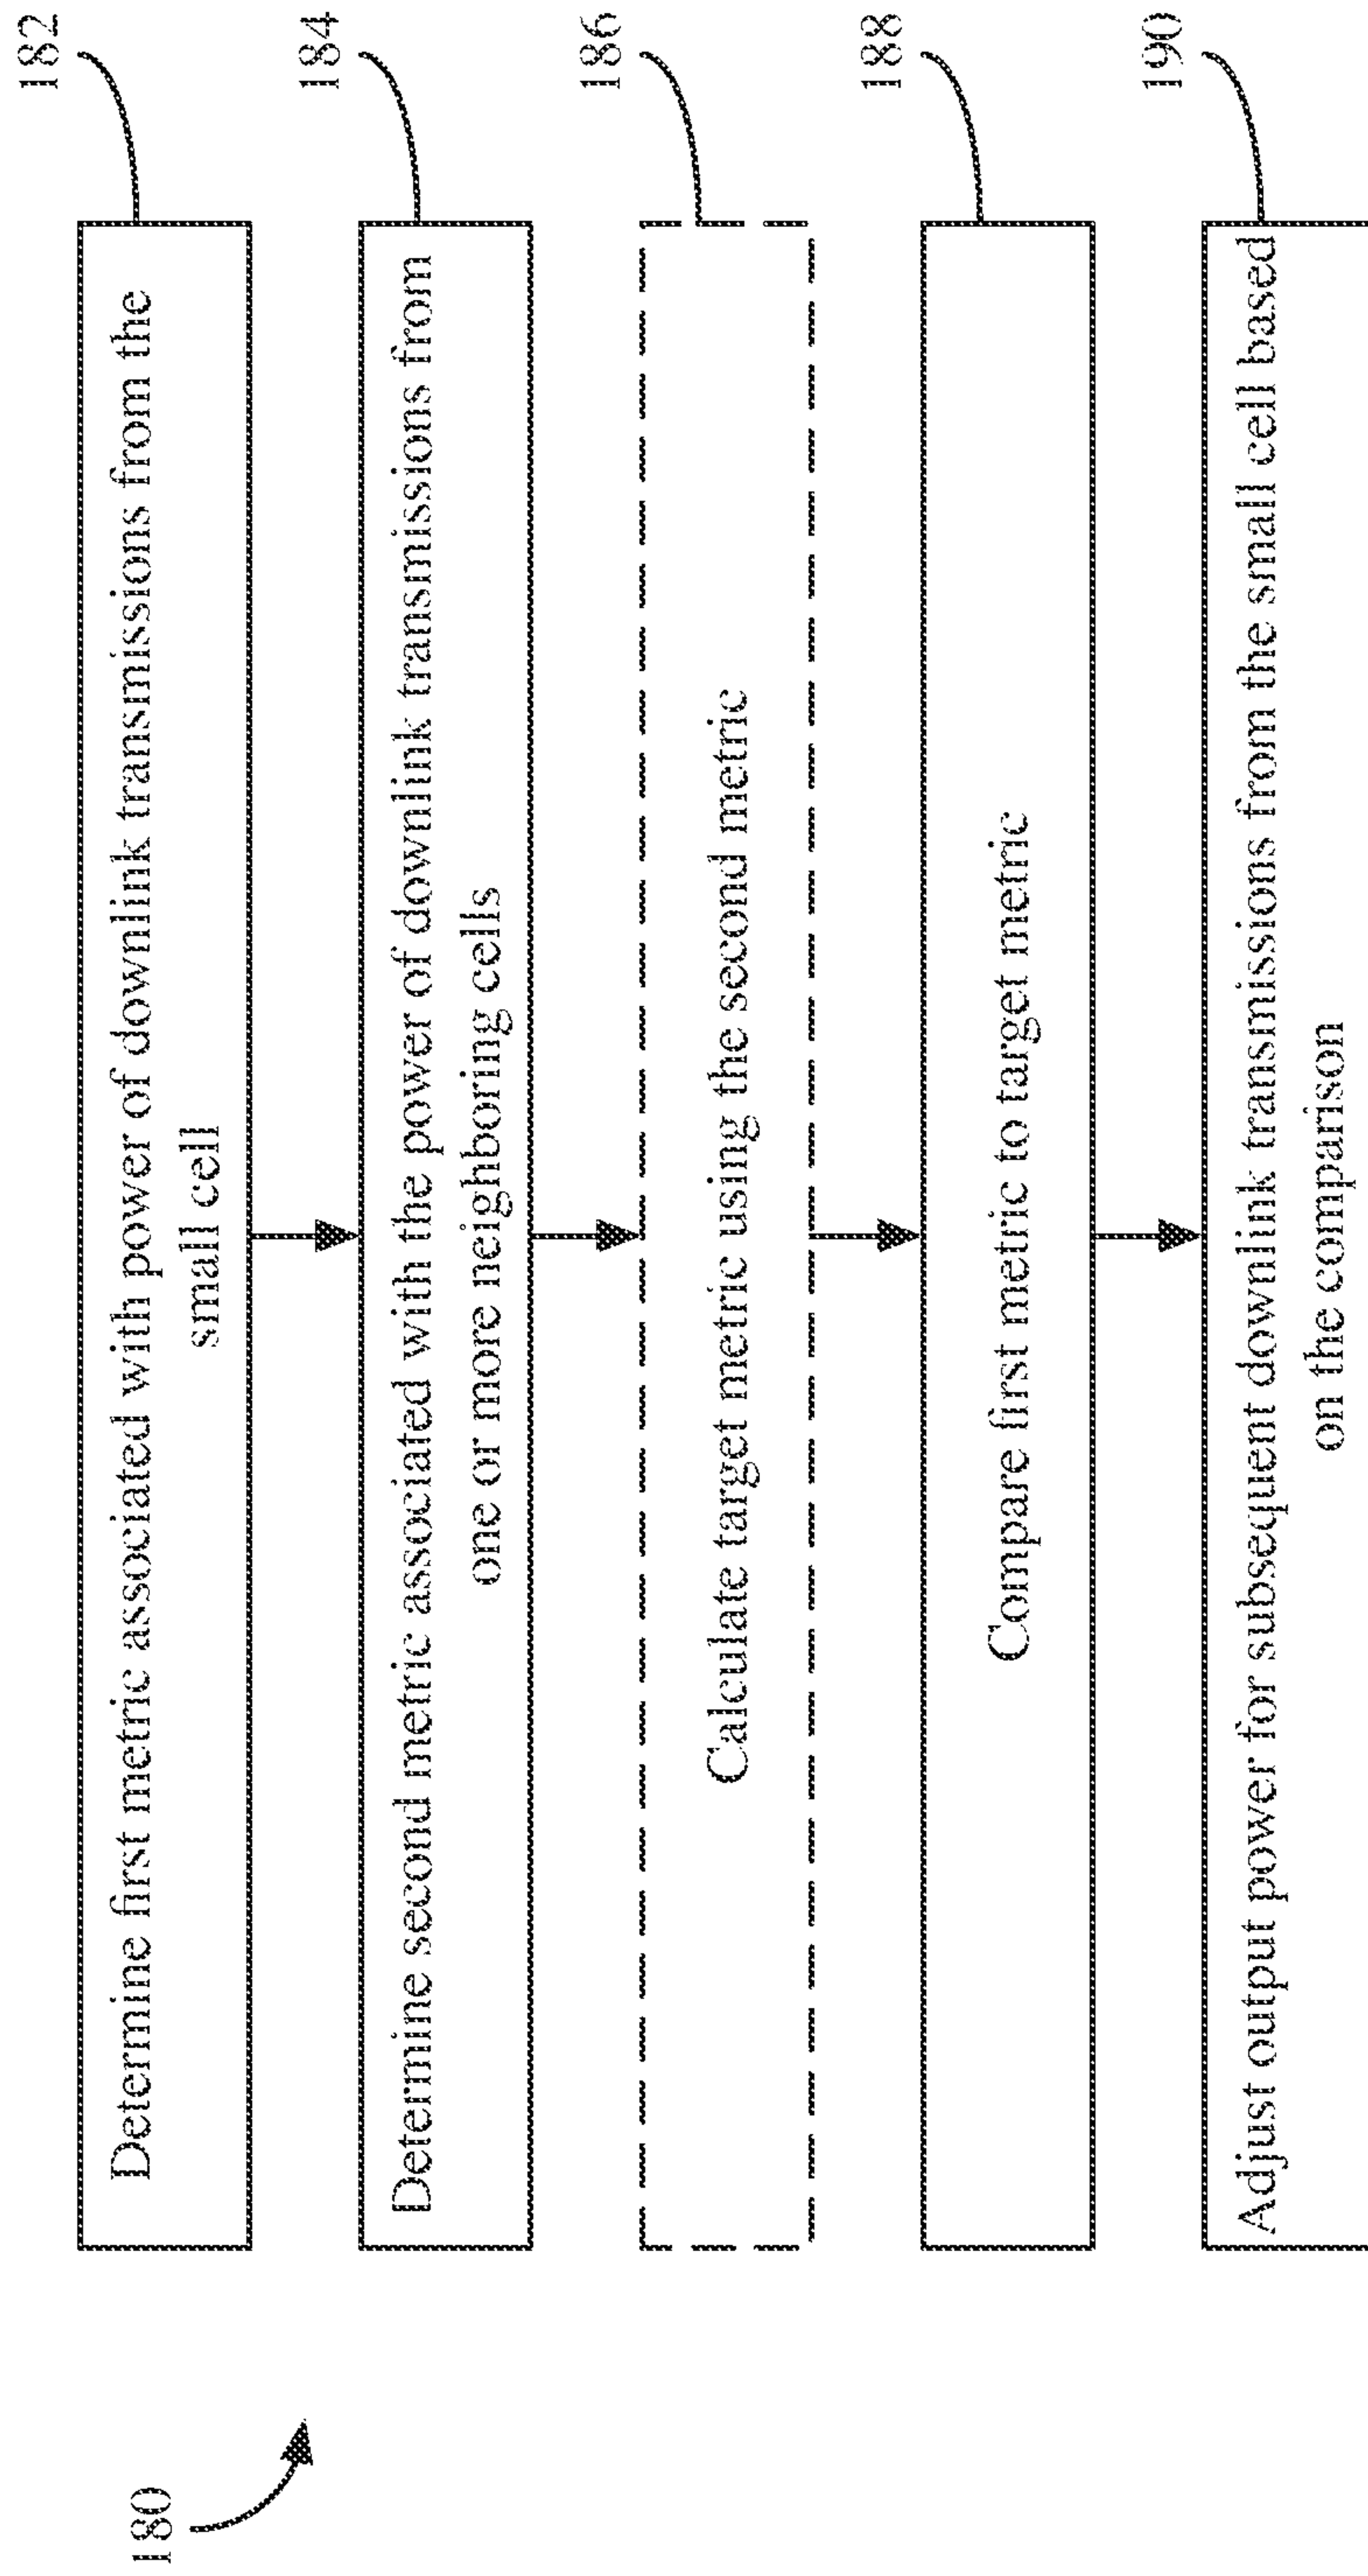 180
182
Determine first metric associated with power of downlink transmissions from the
small cell
184
Determine second metric associated with the power of downlink transmissions from
one or more neighboring cells
186
Calculate target metric using the second metric
188
Compare first metric to target metric
190
Adjust output power for subsequent downlink transmissions from the small cell based
on the comparison